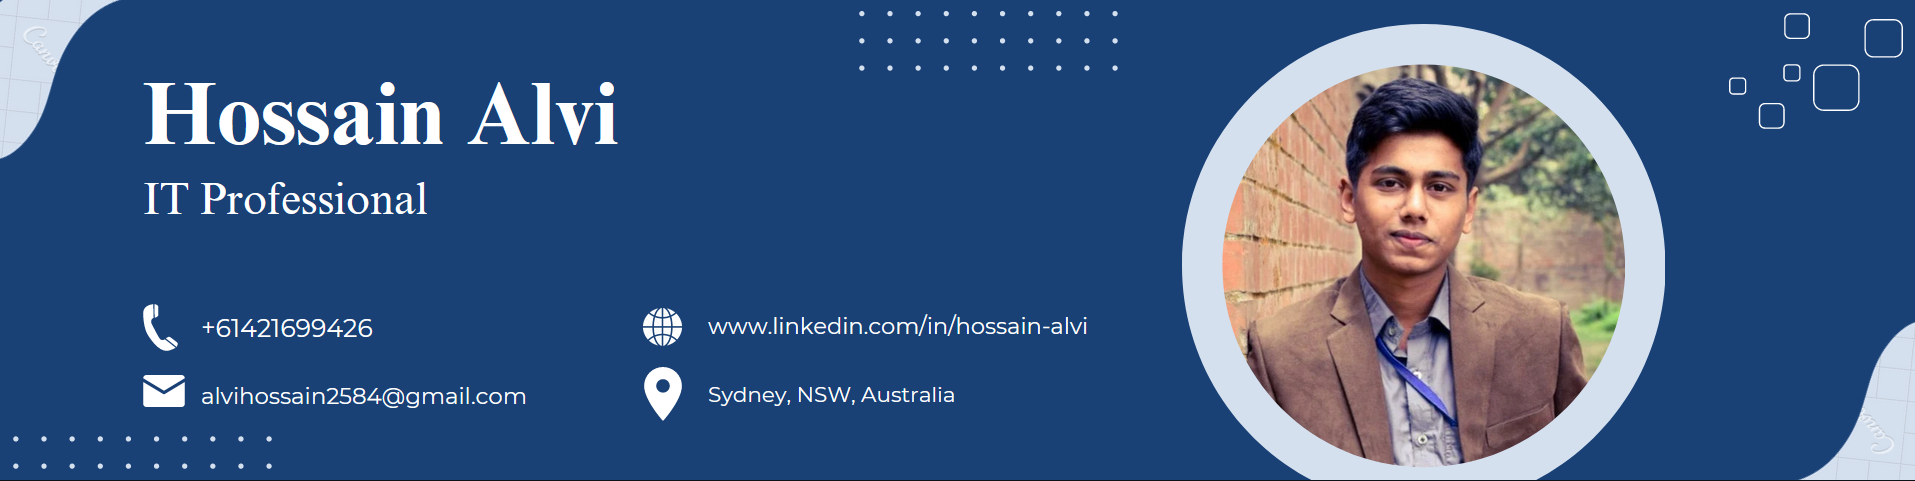 Hossain Alvi
IT Professional
+61421699426
alvihossain2584@gmail.com
www.linkedin.com/in/hossain-alvi
Sydney, NSW, Australia